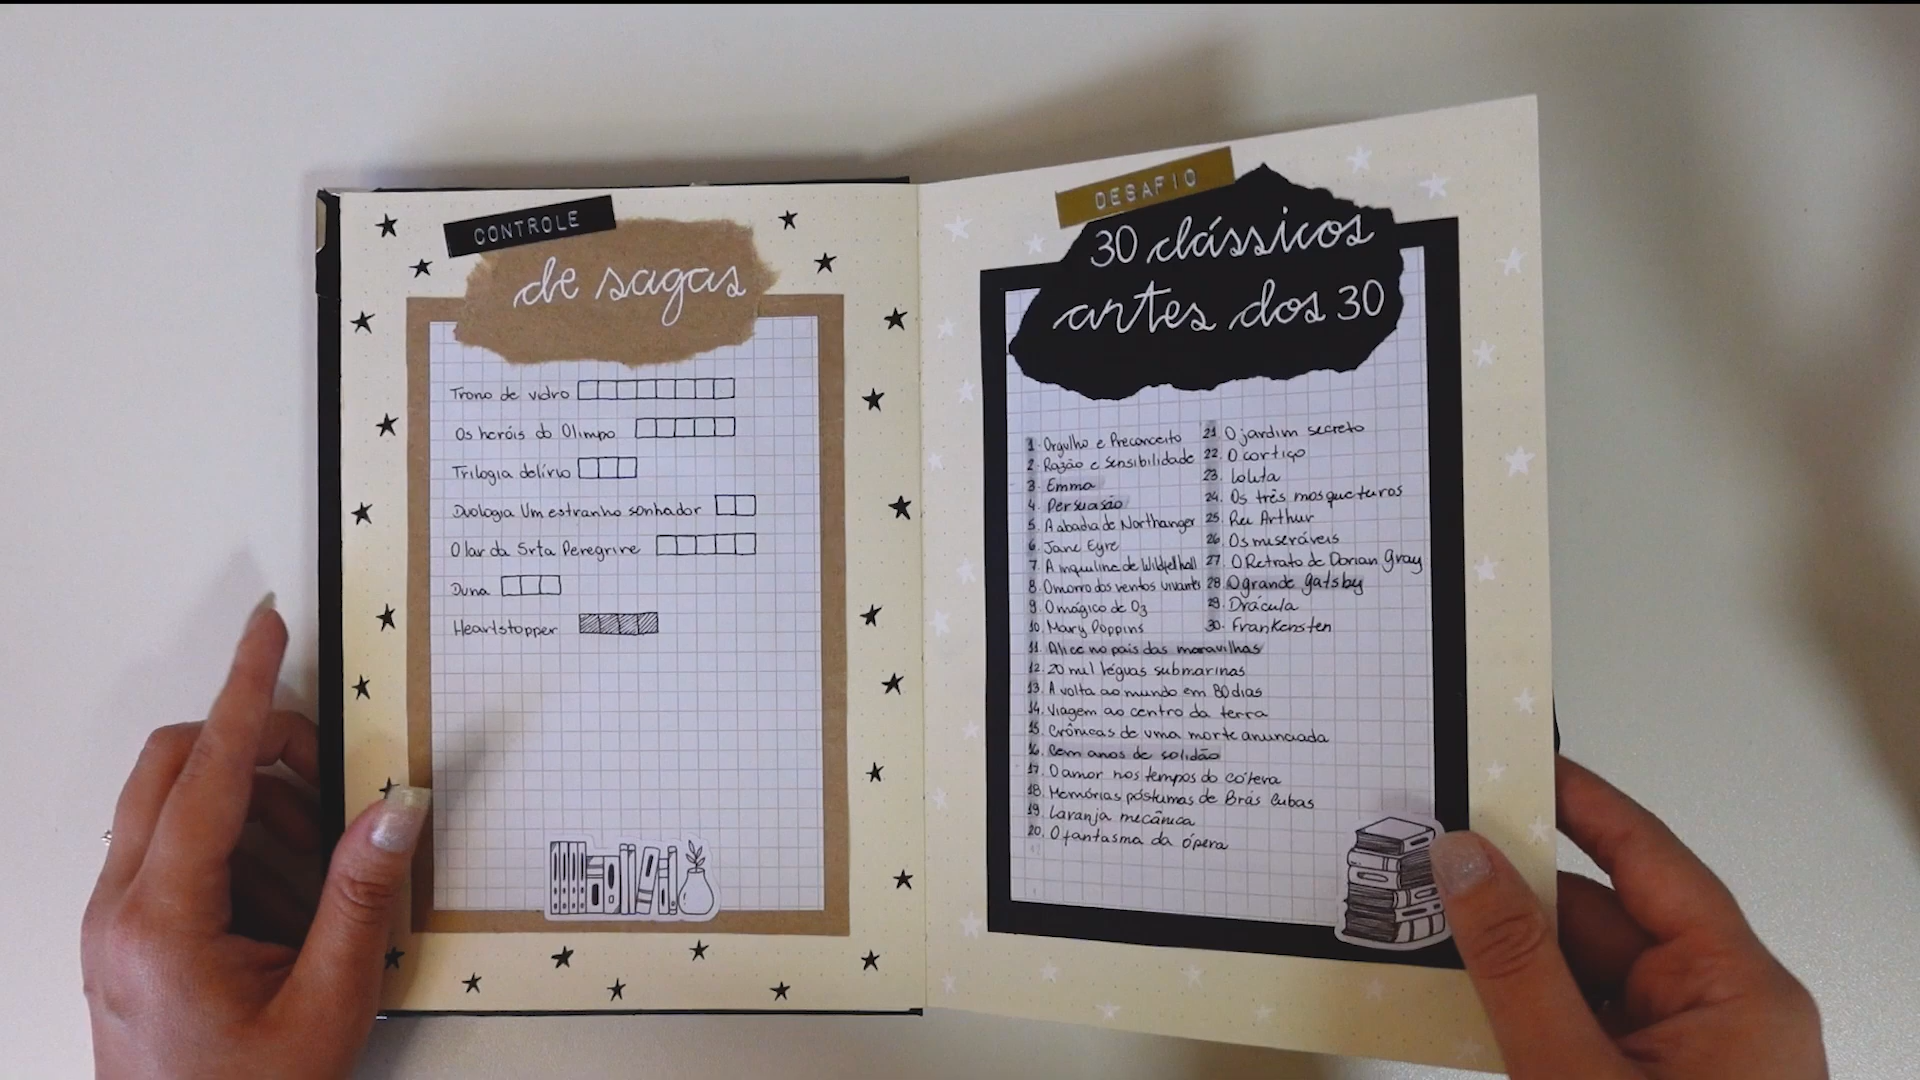 CONTROLE
de sagas
Trono de vidro
Os heróis do Olimpo
Trilogia delírio
Duologia Um estranho sonhador
O lar da Srta Peregrine
Duna
Heartstopper
DESAFIO
30 clássicos
artes dos 30
1. Orgulho e Preconceito
2. Razão e Sensibilidade
3. Emma
4. Persuasão
5. A abadia de Northanger
6. Jane Eyre
7. A inquilina de Wildfell hall
8. O morro dos ventos uivantes
9. O mágico de Oz
10. Mary Poppins
11. Alice no país das maravilhas
12. 20 mil léguas submarinas
13. A volta ao mundo em 80 dias
14. Viagem ao centro da terra
15. Crônicas de uma morte anunciada
16. Cem anos de solidão
17. O amor nos tempos do cólera
18. Memórias póstumas de Brás Cubas
19. Laranja mecânica
20. O fantasma da ópera
21. O jardim secreto
22. O cortiço
23. Lolita
24. Os três mosqueteiros
25. Rei Arthur
26. Os miseráveis
27. O Retrato de Dorian Gray
28. O grande gatsby
29. Drácula
30. Frankensten